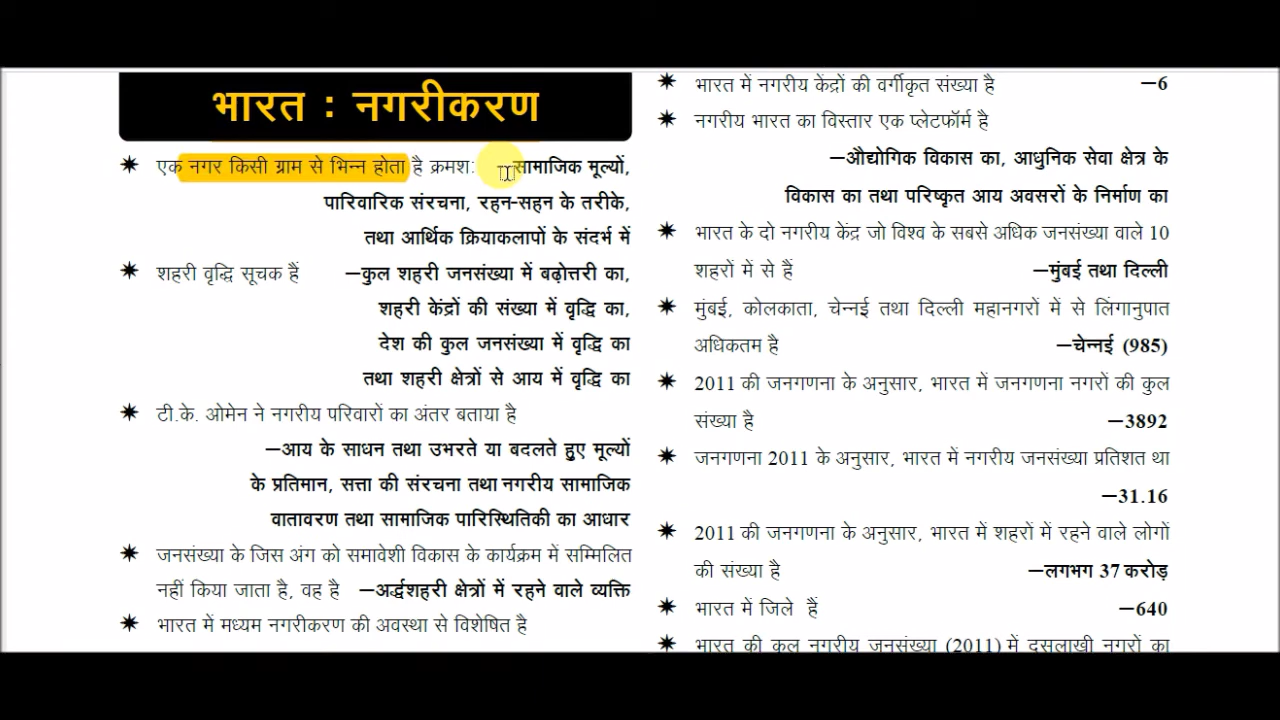 भारत : नगरीकरण
✷ एक नगर किसी ग्राम से भिन्न होता है क्रमश: —सामाजिक मूल्यों,
पारिवारिक संरचना, रहन-सहन के तरीके,
तथा आर्थिक क्रियाकलापों के संदर्भ में
✷ शहरी वृद्धि सूचक हैं —कुल शहरी जनसंख्या में बढ़ोत्तरी का,
शहरी केंद्रों की संख्या में वृद्धि का,
देश की कुल जनसंख्या में वृद्धि का
तथा शहरी क्षेत्रों से आय में वृद्धि का
✷ टी.के. ओमेन ने नगरीय परिवारों का अंतर बताया है
—आय के साधन तथा उभरते या बदलते हुए मूल्यों
के प्रतिमान, सत्ता की संरचना तथा नगरीय सामाजिक
वातावरण तथा सामाजिक पारिस्थितिकी का आधार
✷ जनसंख्या के जिस अंग को समावेशी विकास के कार्यक्रम में सम्मिलित
नहीं किया जाता है, वह है —अर्द्धशहरी क्षेत्रों में रहने वाले व्यक्ति
✷ भारत में मध्यम नगरीकरण की अवस्था से विशेषित है
✷ भारत में नगरीय केंद्रों की वर्गीकृत संख्या है —6
✷ नगरीय भारत का विस्तार एक प्लेटफॉर्म है
—औद्योगिक विकास का, आधुनिक सेवा क्षेत्र के
विकास का तथा परिष्कृत आय अवसरों के निर्माण का
✷ भारत के दो नगरीय केंद्र जो विश्व के सबसे अधिक जनसंख्या वाले 10
शहरों में से हैं —मुंबई तथा दिल्ली
✷ मुंबई, कोलकाता, चेन्नई तथा दिल्ली महानगरों में से लिंगानुपात
अधिकतम है —चेन्नई (985)
✷ 2011 की जनगणना के अनुसार, भारत में जनगणना नगरों की कुल
संख्या है —3892
✷ जनगणना 2011 के अनुसार, भारत में नगरीय जनसंख्या प्रतिशत था
—31.16
✷ 2011 की जनगणना के अनुसार, भारत में शहरों में रहने वाले लोगों
की संख्या है —लगभग 37 करोड़
✷ भारत में जिले हैं —640
✷ भारत की कुल नगरीय जनसंख्या (2011) में दसलाखी नगरों का